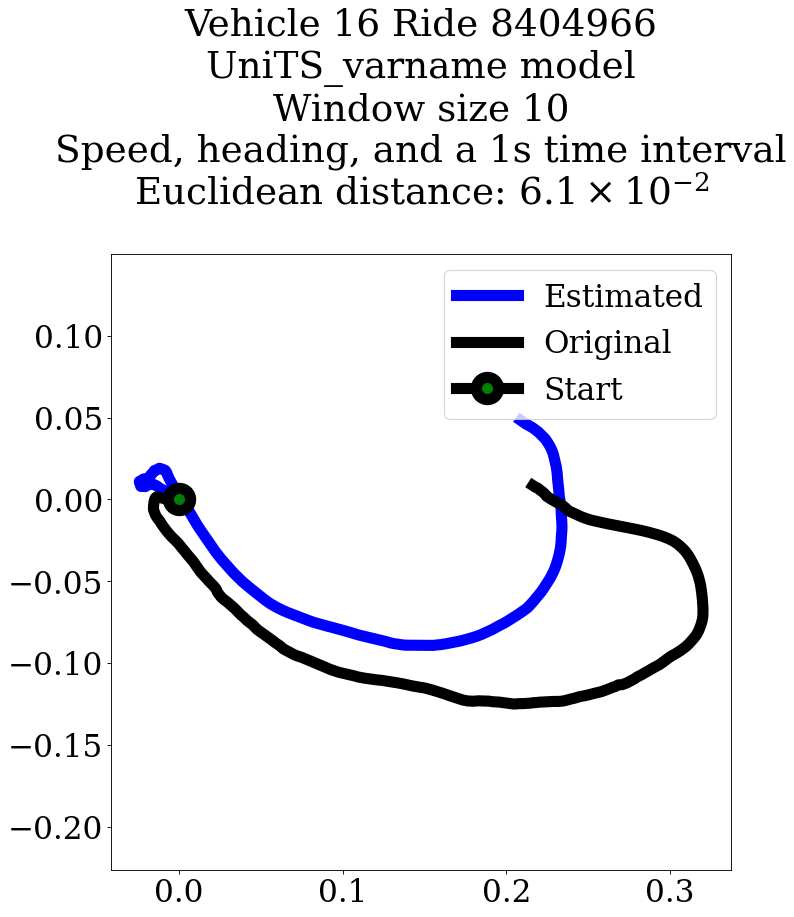 Vehicle 16 Ride 8404966
UniTS_varname model
Window size 10
Speed, heading, and a 1s time interval
Euclidean distance: $6.1 × 10^{-2}$
Estimated
Original
Start
0.10
0.05
0.00
−0.05
−0.10
−0.15
−0.20
0.0 0.1 0.2 0.3